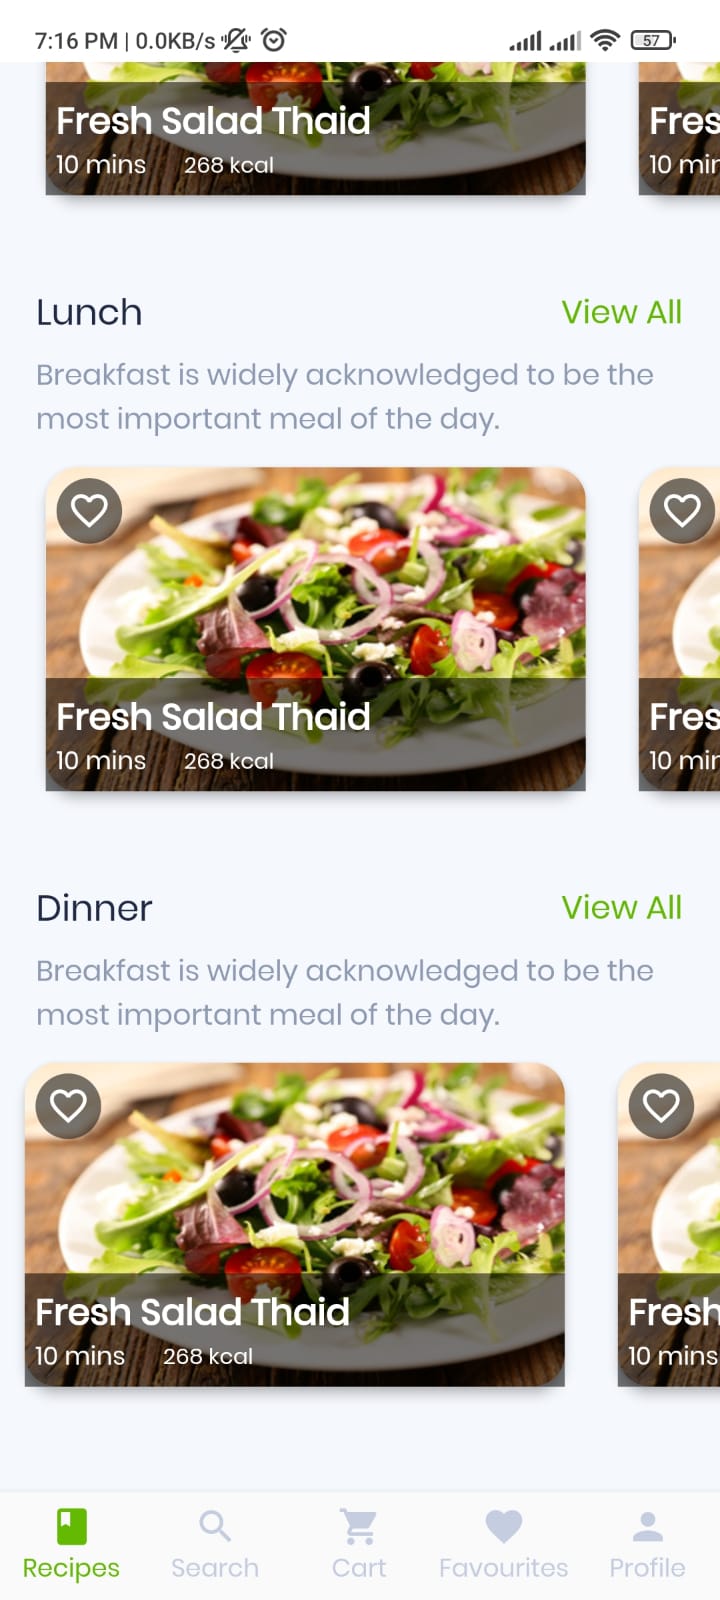 7:16 PM | 0.0KB/s
57
Fresh Salad Thaid
10 mins 268 kcal
Fres
10 mir
Lunch
View All
Breakfast is widely acknowledged to be the
most important meal of the day.
Fresh Salad Thaid
10 mins 268 kcal
Fres
10 mir
Dinner
View All
Breakfast is widely acknowledged to be the
most important meal of the day.
Fresh Salad Thaid
10 mins 268 kcal
Fresh
10 mins
Recipes
Search
Cart
Favourites
Profile